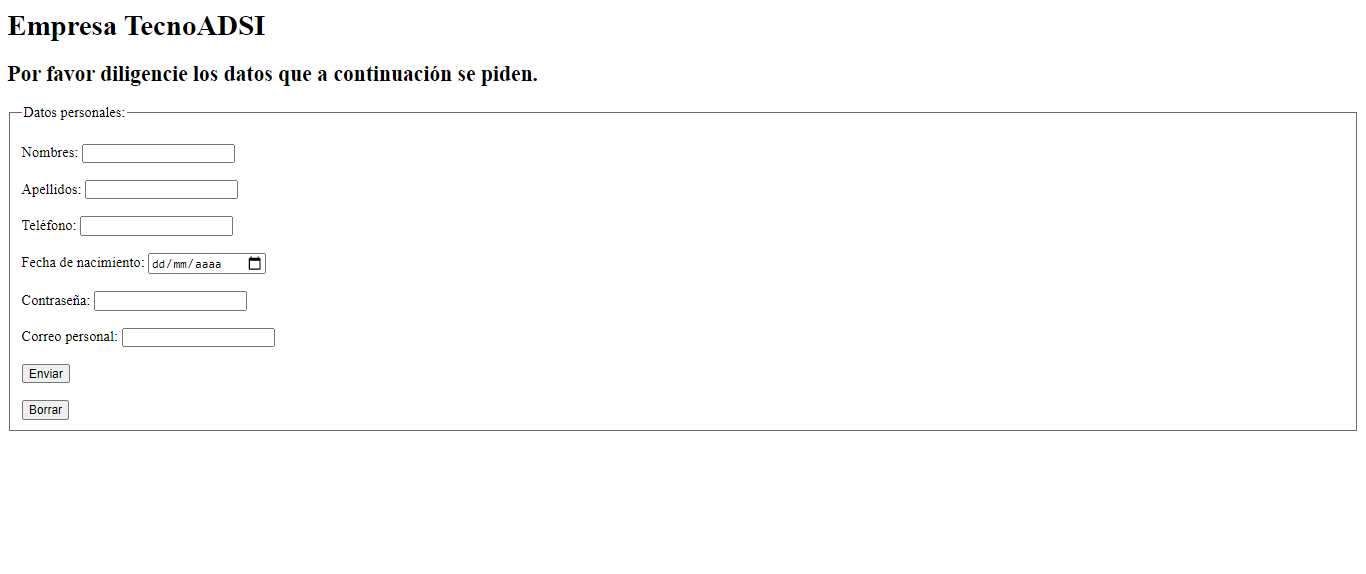 Empresa TecnoADSI
Por favor diligencie los datos que a continuación se piden.
Datos personales:
Nombres:
Apellidos:
Teléfono:
Fecha de nacimiento: dd/mm/aaaa
Contraseña:
Correo personal:
Enviar
Borrar